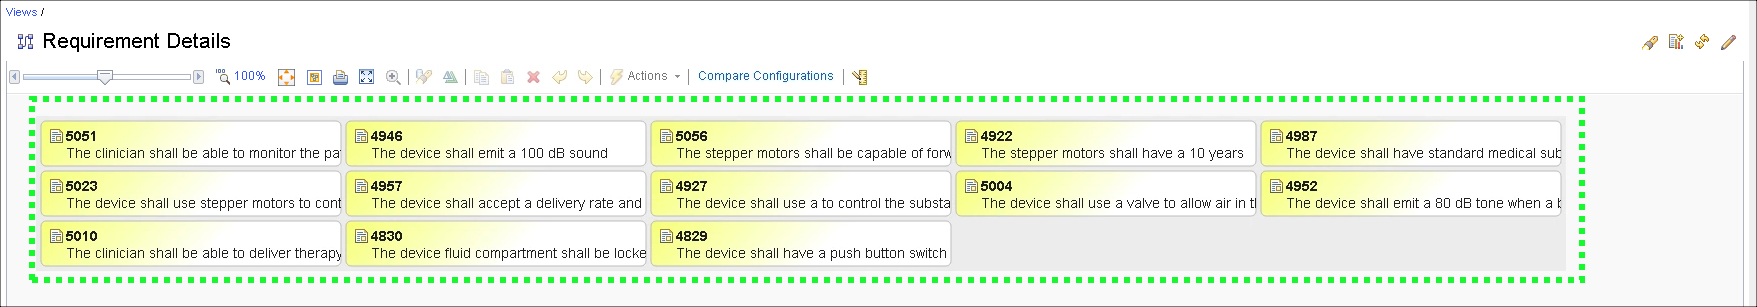 Views /
Requirement Details
100 100% Actions Compare Configurations
5051 4946 5056 4922 4987
The clinician shall be able to monitor the pa The device shall emit a 100 dB sound The stepper motors shall be capable of forw The stepper motors shall have a 10 years The device shall have standard medical sub
5023 4957 4927 5004 4952
The device shall use stepper motors to cont The device shall accept a delivery rate and The device shall use a to control the substa The device shall use a valve to allow air in th The device shall emit a 80 dB tone when a b
5010 4830 4829
The clinician shall be able to deliver therapy The device fluid compartment shall be locke The device shall have a push button switch